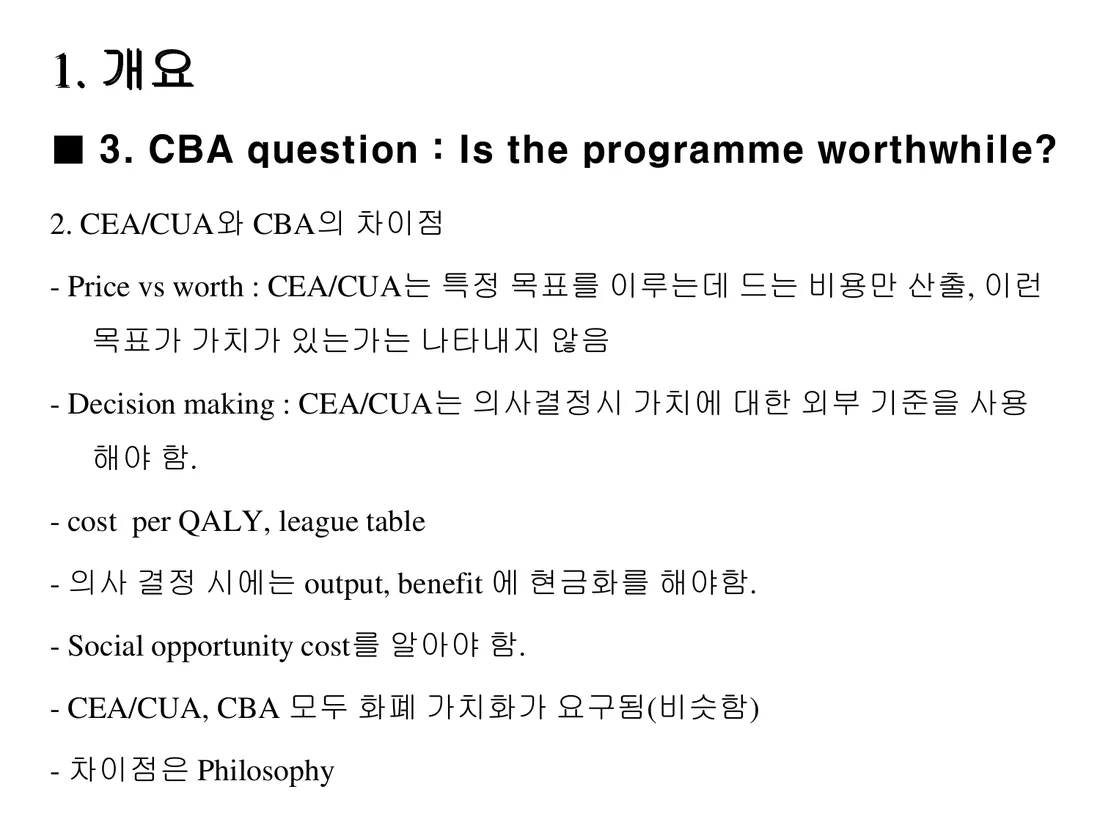 1. 개요
■ 3. CBA question : Is the programme worthwhile?
2. CEA/CUA와 CBA의 차이점
- Price vs worth : CEA/CUA는 특정 목표를 이루는데 드는 비용만 산출, 이런
목표가 가치가 있는가는 나타내지 않음
- Decision making : CEA/CUA는 의사결정시 가치에 대한 외부 기준을 사용
해야 함.
- cost  per QALY, league table
- 의사 결정 시에는 output, benefit 에 현금화를 해야함.
- Social opportunity cost를 알아야 함.
- CEA/CUA, CBA 모두 화폐 가치화가 요구됨(비슷함)
- 차이점은 Philosophy